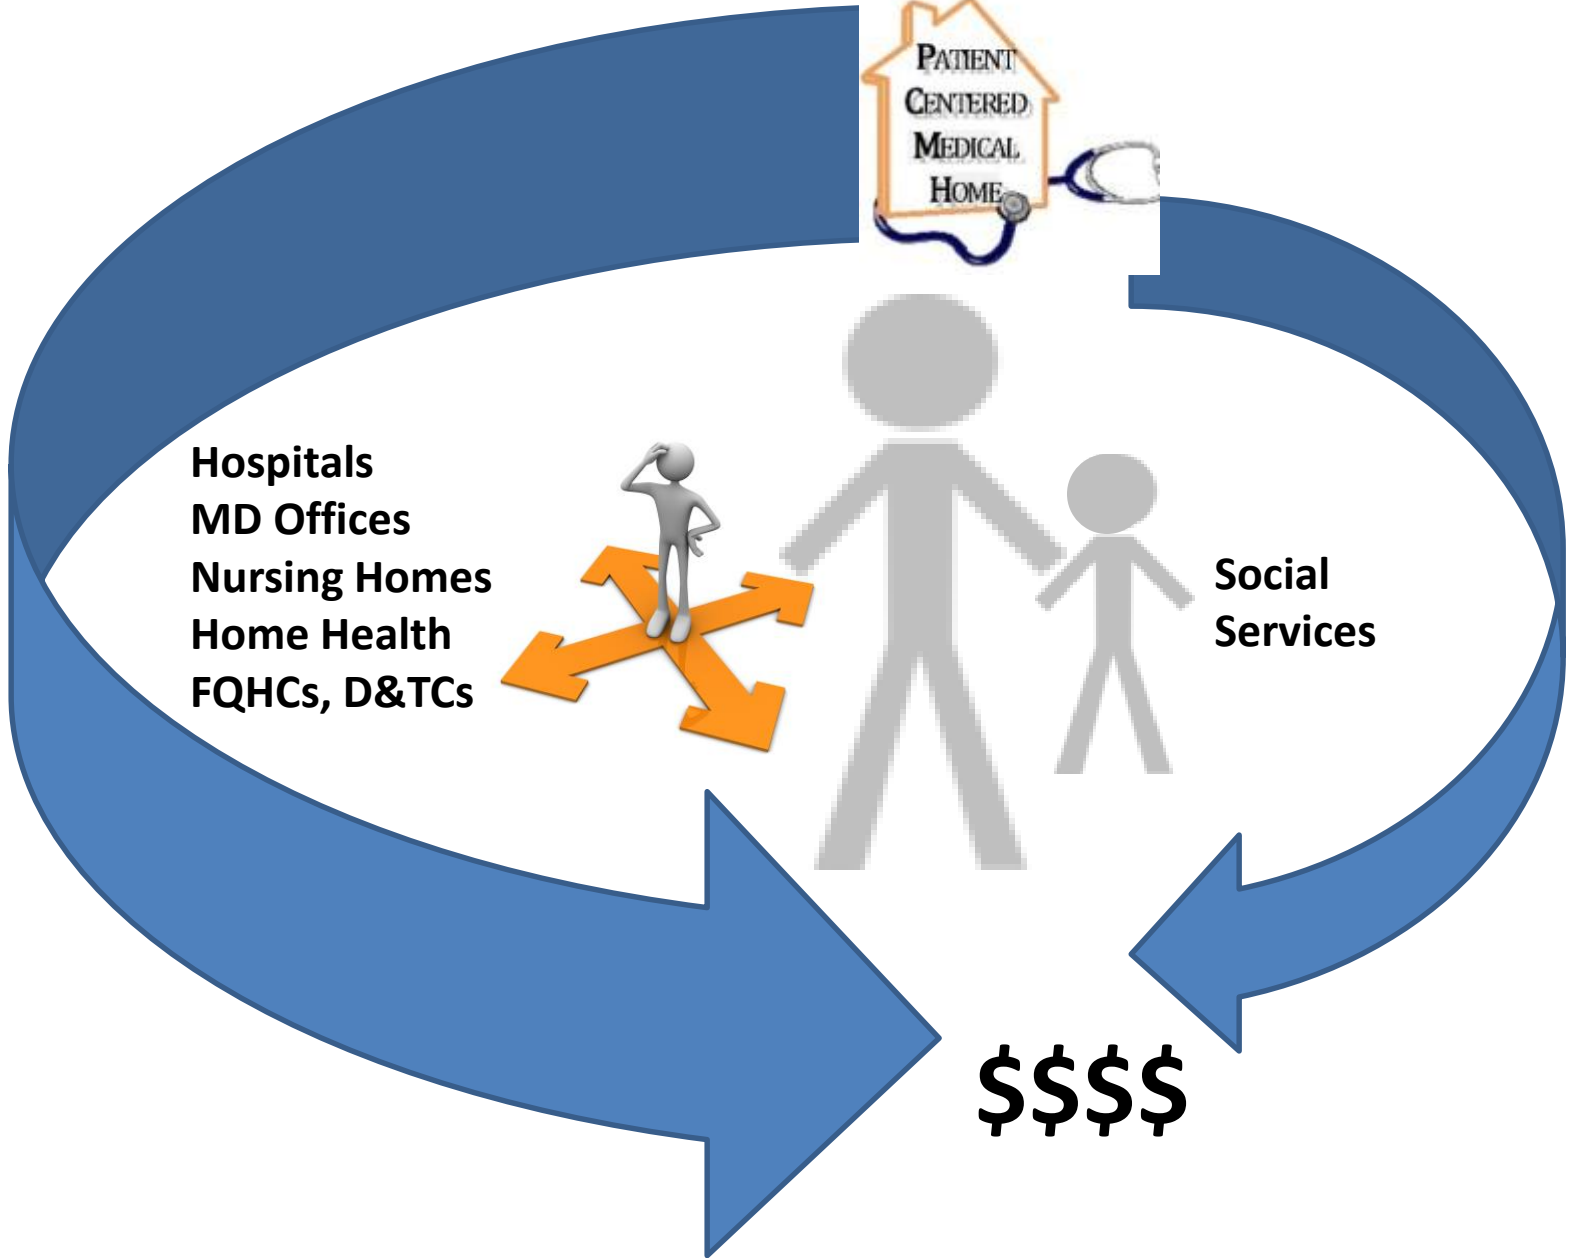 PATIENT
CENTERED
MEDICAL
HOME
Hospitals
MD Offices
Nursing Homes
Home Health
FQHCs, D&TCs
Social
Services
$$$$